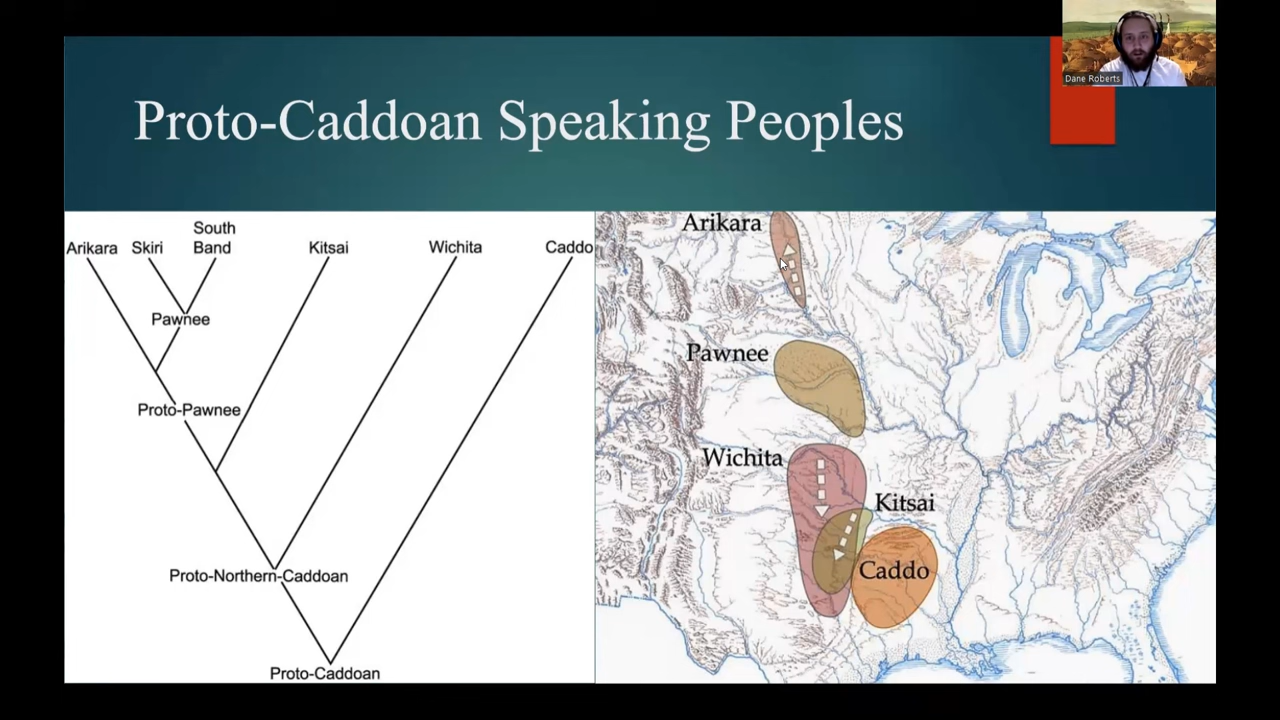 Dane Roberts
Proto-Caddoan Speaking Peoples
South
Arikara Skiri Band Kitsai Wichita Caddo
Pawnee
Proto-Pawnee
Proto-Northern-Caddoan
Proto-Caddoan
Arikara
Pawnee
Wichita
Kitsai
Caddo